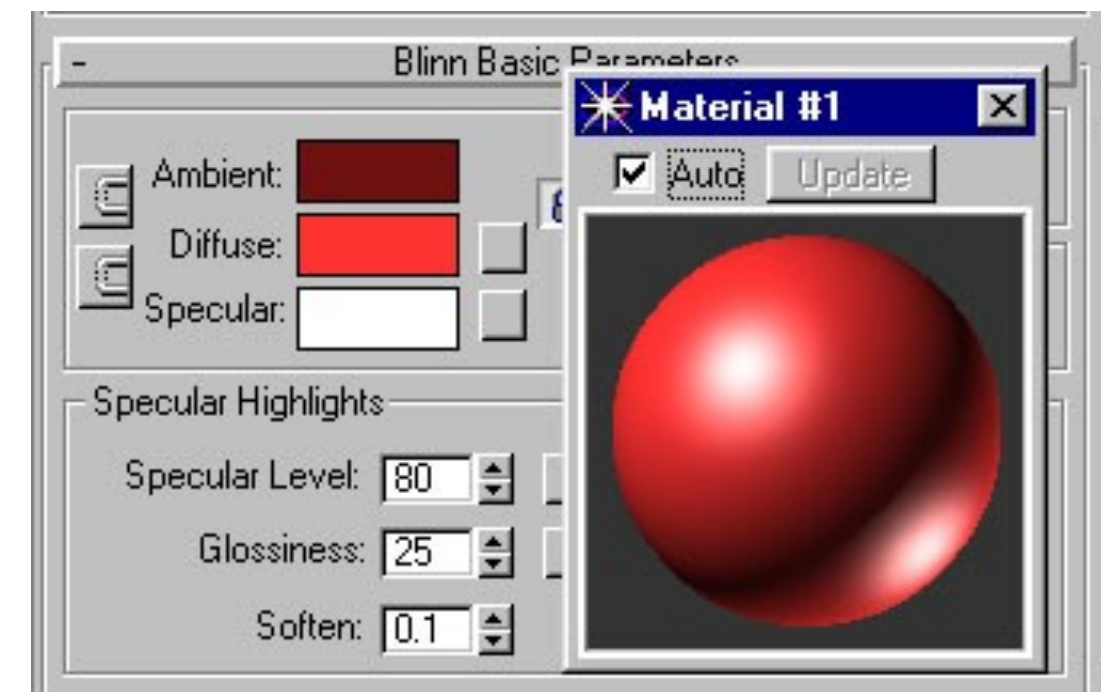 - Blinn Basic Parameters
Material #1
Auto Update
Ambient:
Diffuse:
Specular:
Specular Highlights
Specular Level: 80
Glossiness: 25
Soften: 0.1